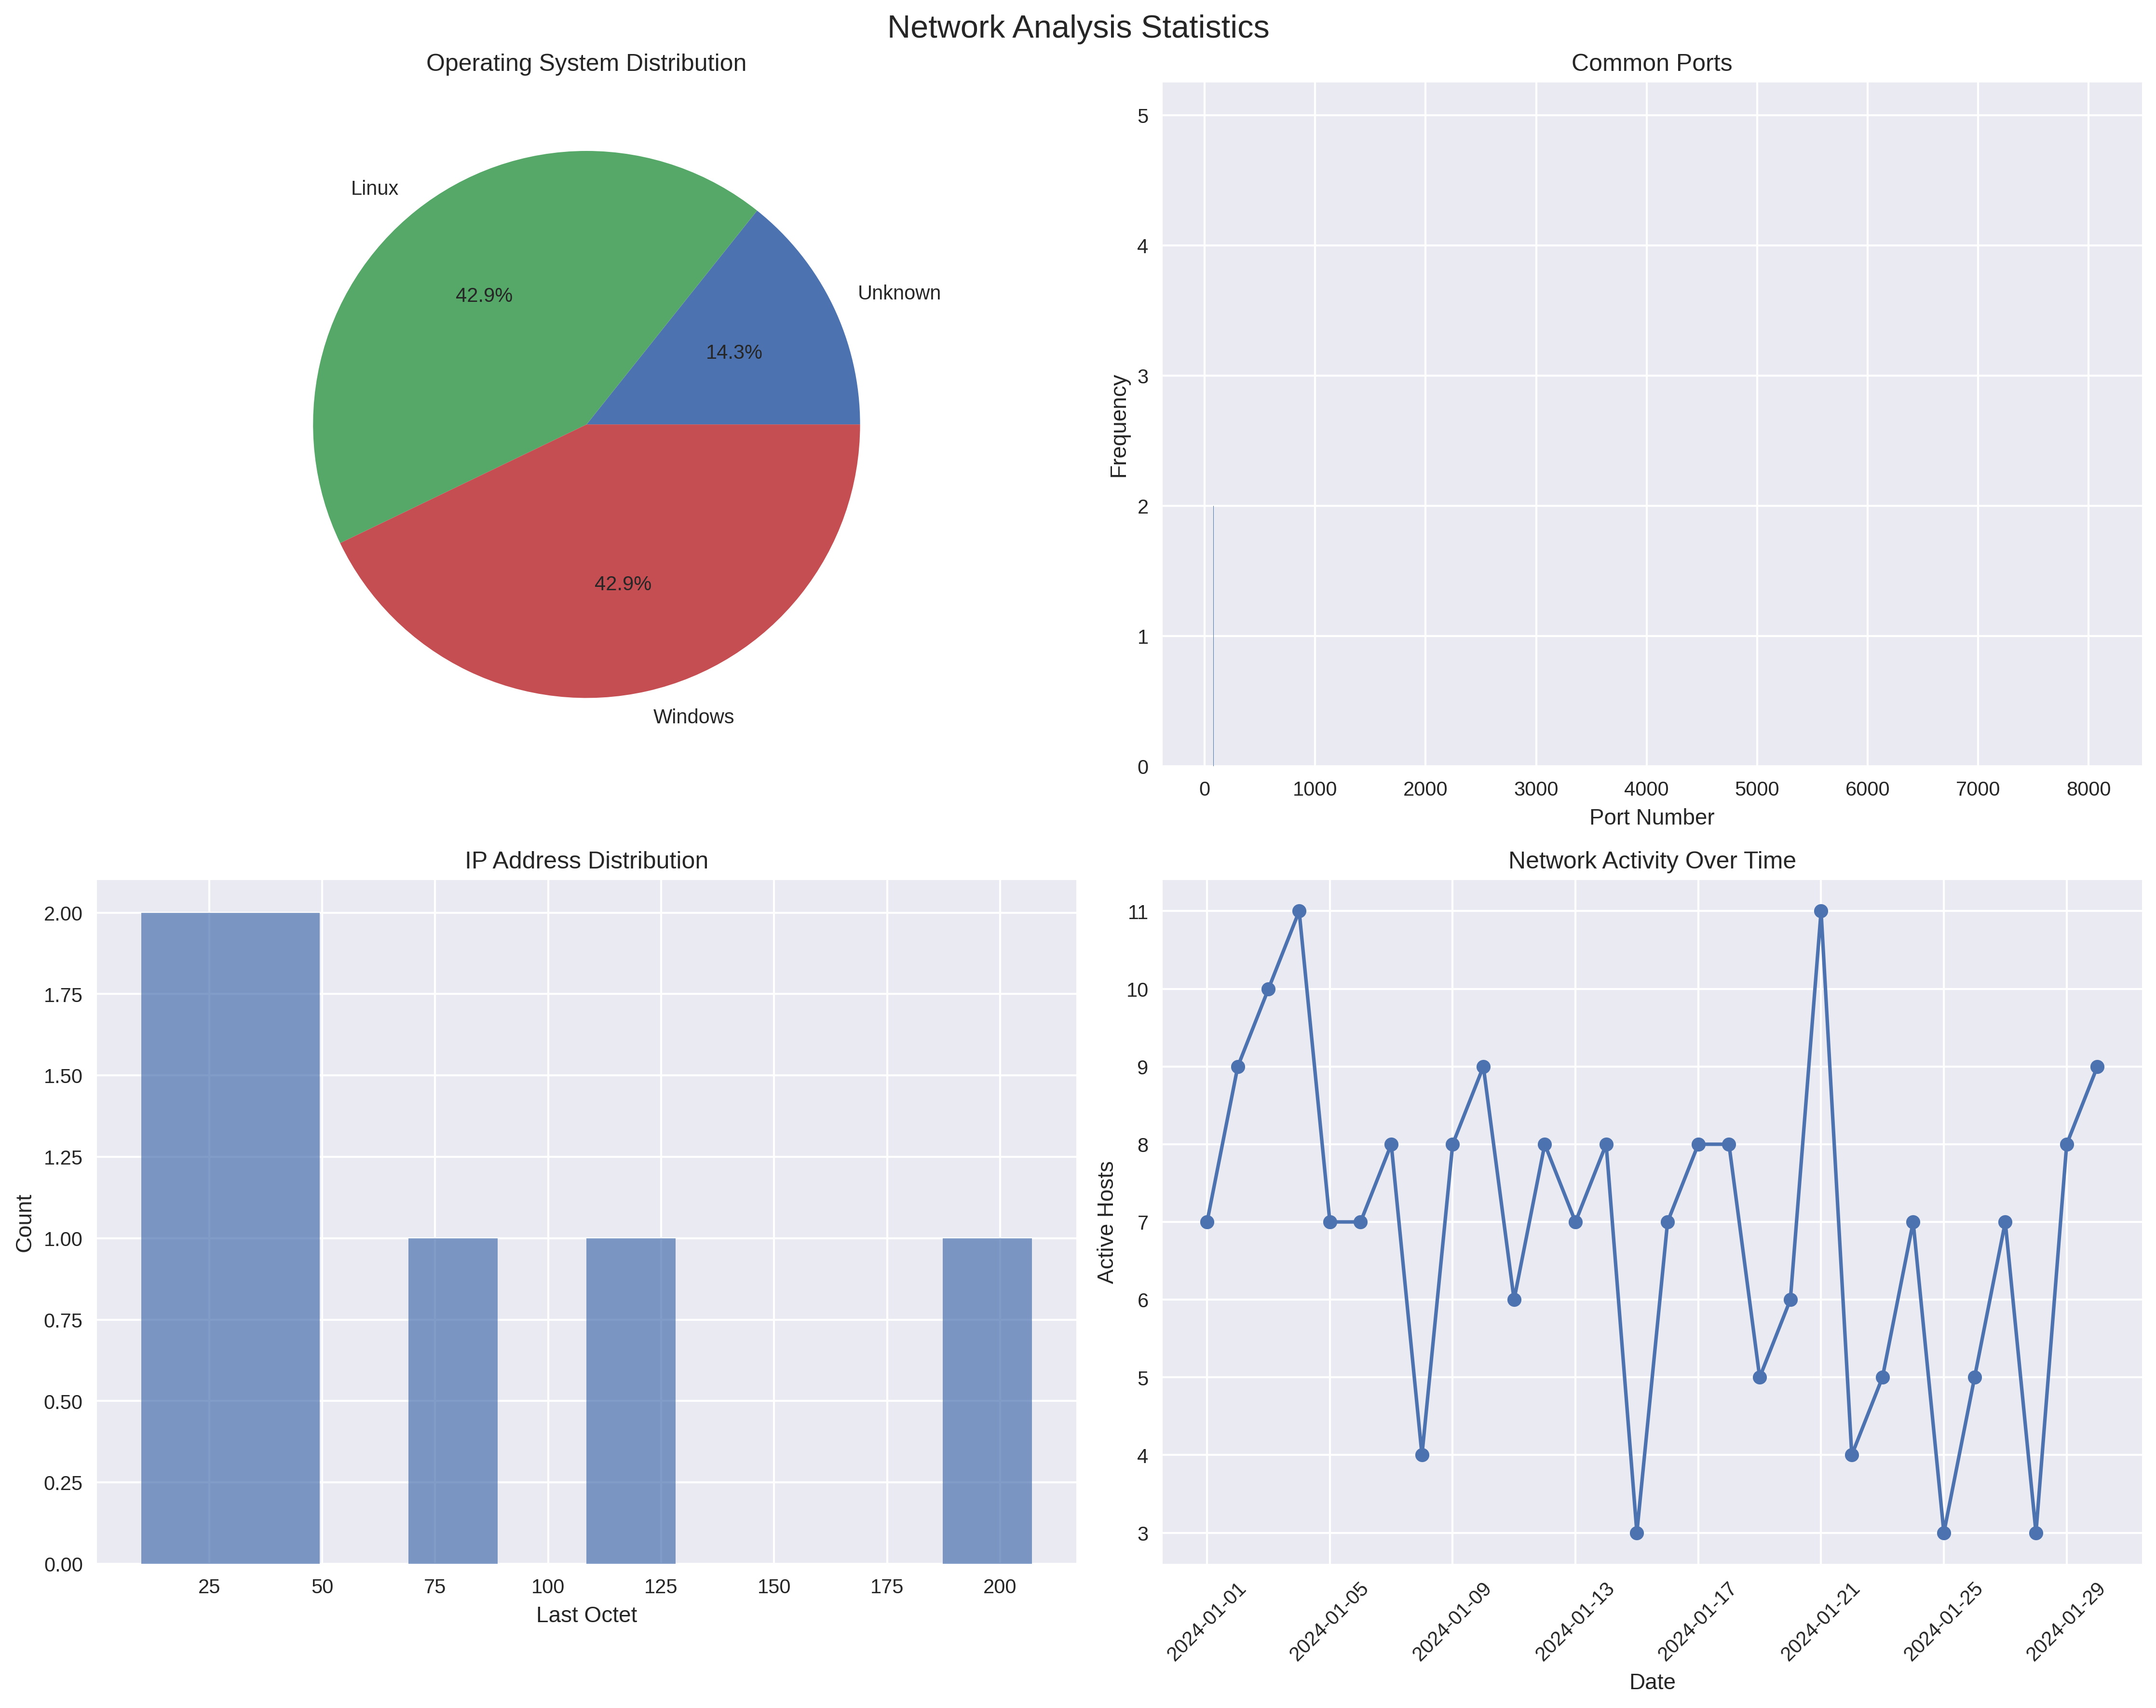 Network Analysis Statistics
Operating System Distribution
Linux
Unknown
Windows
42.9%
14.3%
42.9%
Common Ports
Frequency
5
4
3
2
1
0
0 1000 2000 3000 4000 5000 6000 7000 8000
Port Number
IP Address Distribution
Count
2.00
1.75
1.50
1.25
1.00
0.75
0.50
0.25
0.00
25 50 75 100 125 150 175 200
Last Octet
Network Activity Over Time
Active Hosts
11
10
9
8
7
6
5
4
3
2024-01-01 2024-01-05 2024-01-09 2024-01-13 2024-01-17 2024-01-21 2024-01-25 2024-01-29
Date